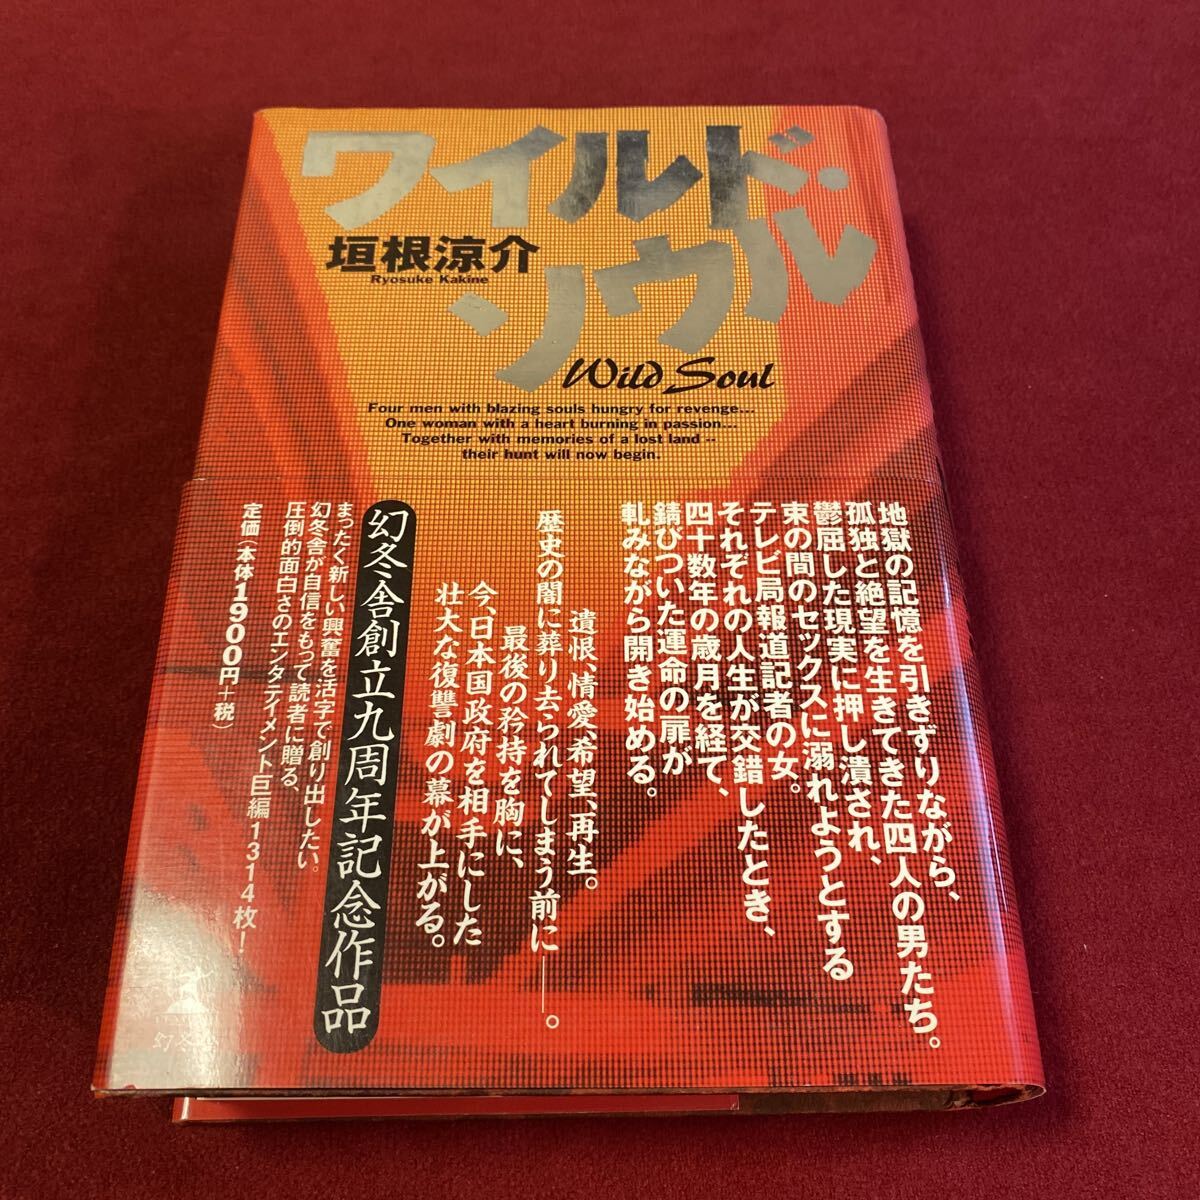 ワイルド・
ソウル
垣根涼介
Ryosuke Kakine
Wild Soul
Four men with blazing souls hungry for revenge...
One woman with a heart burning in passion...
Together with memories of a lost land --
their hunt will now begin.
地獄の記憶を引きずりながら、
孤独と絶望を生きてきた四人の男たち。
鬱屈した現実に押し潰され、
束の間のセックスに溺れようとする
テレビ局報道記者の女。
それぞれの人生が交錯したとき、
四十数年の歳月を経て、
錆びついた運命の扉が
軋みながら開き始める。
遺恨、情愛、希望、再生。
歴史の闇に葬り去られてしまう前に——。
最後の矜持を胸に、
今、日本国政府を相手にした
壮大な復讐劇の幕が上がる。
幻冬舎創立九周年記念作品
まったく新しい興奮を活字で創り出したい。
幻冬舎が自信をもって読者に贈る、
圧倒的面白さのエンタテイメント巨編1314枚!
定価(本体1900円+税)
幻冬舎